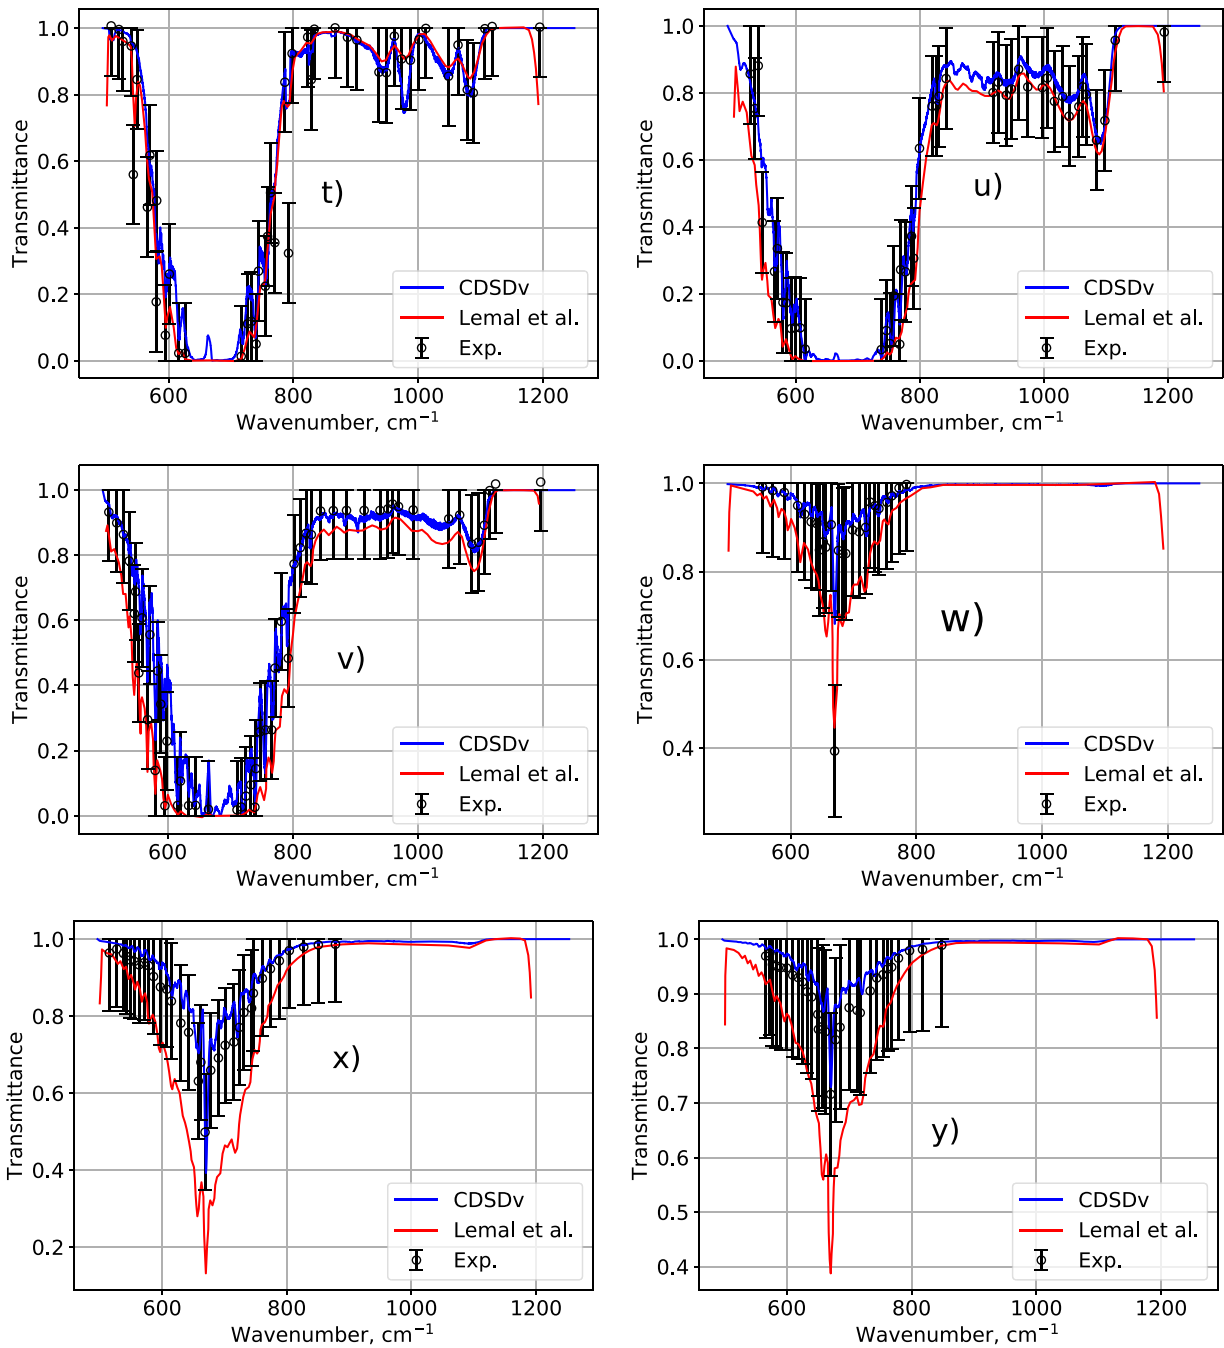 1.0
0.8
0.6
0.4
0.2
0.0
Transmittance
t)
CDSDv
Lemal et al.
Exp.
600 800 1000 1200
Wavenumber, cm⁻¹
1.0
0.8
0.6
0.4
0.2
0.0
Transmittance
u)
CDSDv
Lemal et al.
Exp.
600 800 1000 1200
Wavenumber, cm⁻¹
1.0
0.8
0.6
0.4
0.2
0.0
Transmittance
v)
CDSDv
Lemal et al.
Exp.
600 800 1000 1200
Wavenumber, cm⁻¹
1.0
0.8
0.6
0.4
Transmittance
w)
CDSDv
Lemal et al.
Exp.
600 800 1000 1200
Wavenumber, cm⁻¹
1.0
0.8
0.6
0.4
0.2
Transmittance
x)
CDSDv
Lemal et al.
Exp.
600 800 1000 1200
Wavenumber, cm⁻¹
1.0
0.9
0.8
0.7
0.6
0.5
0.4
Transmittance
y)
CDSDv
Lemal et al.
Exp.
600 800 1000 1200
Wavenumber, cm⁻¹